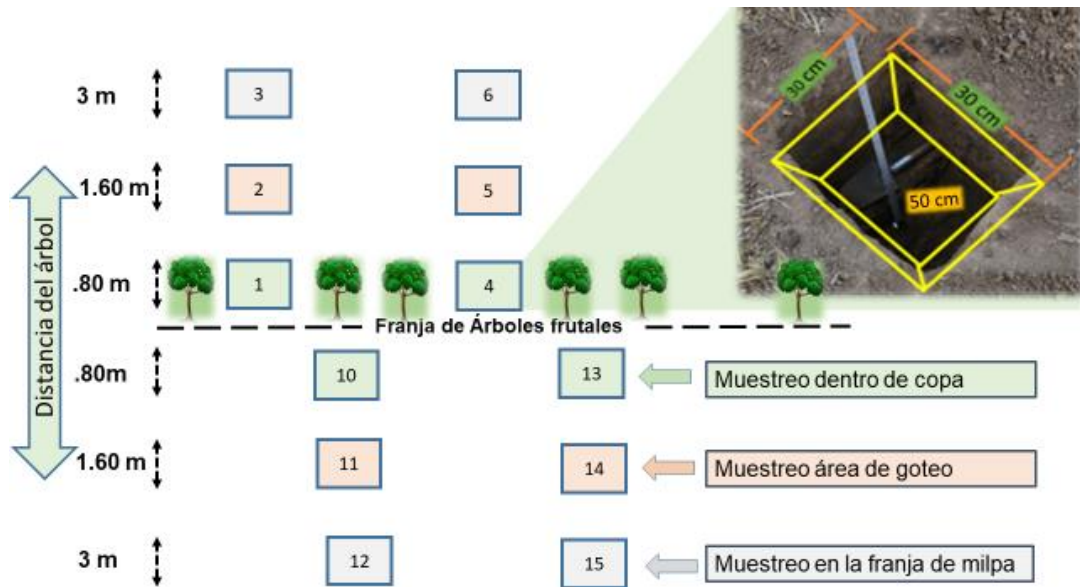 3 m
3
6
30 cm
30 cm
50 cm
1.60 m
2
5
Distancia del árbol
.80 m
1
4
Franja de Árboles frutales
.80m
10
13
Muestreo dentro de copa
1.60 m
11
14
Muestreo área de goteo
3 m
12
15
Muestreo en la franja de milpa